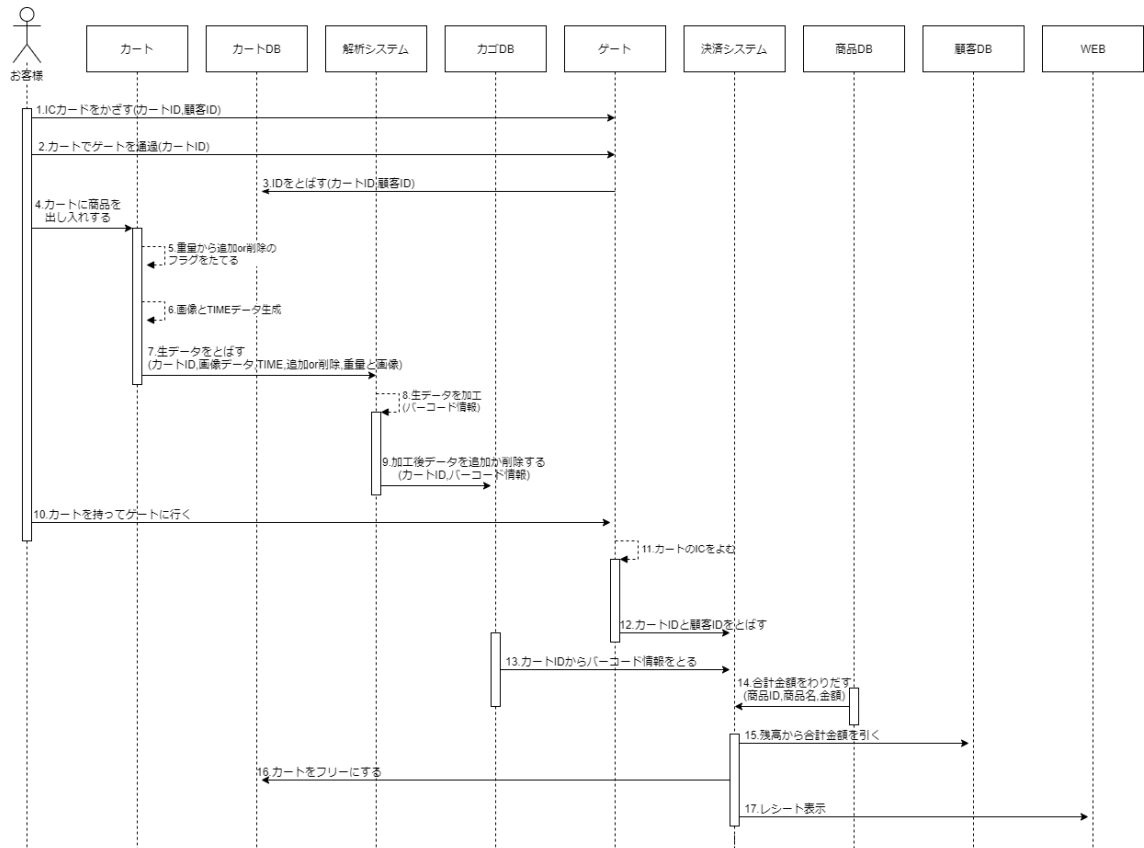 お客様
カート
カートDB
解析システム
カゴDB
ゲート
決済システム
商品DB
顧客DB
WEB
1.ICカードをかざす(カートID,顧客ID)
2.カートでゲートを通過(カートID)
3.IDをとばす(カートID,顧客ID)
4.カートに商品を
出し入れする
5.重量から追加or削除の
フラグをたてる
6.画像とTIMEデータ生成
7.生データをとばす
(カートID,画像データ,TIME,追加or削除,重量と画像)
8.生データを加工
(バーコード情報)
9.加工後データを追加か削除する
(カートID,バーコード情報)
10.カートを持ってゲートに行く
11.カートのICをよむ
12.カートIDと顧客IDをとばす
13.カートIDからバーコード情報をとる
14.合計金額をわりだす
(商品ID,商品名,金額)
15.残高から合計金額を引く
16.カートをフリーにする
17.レシート表示